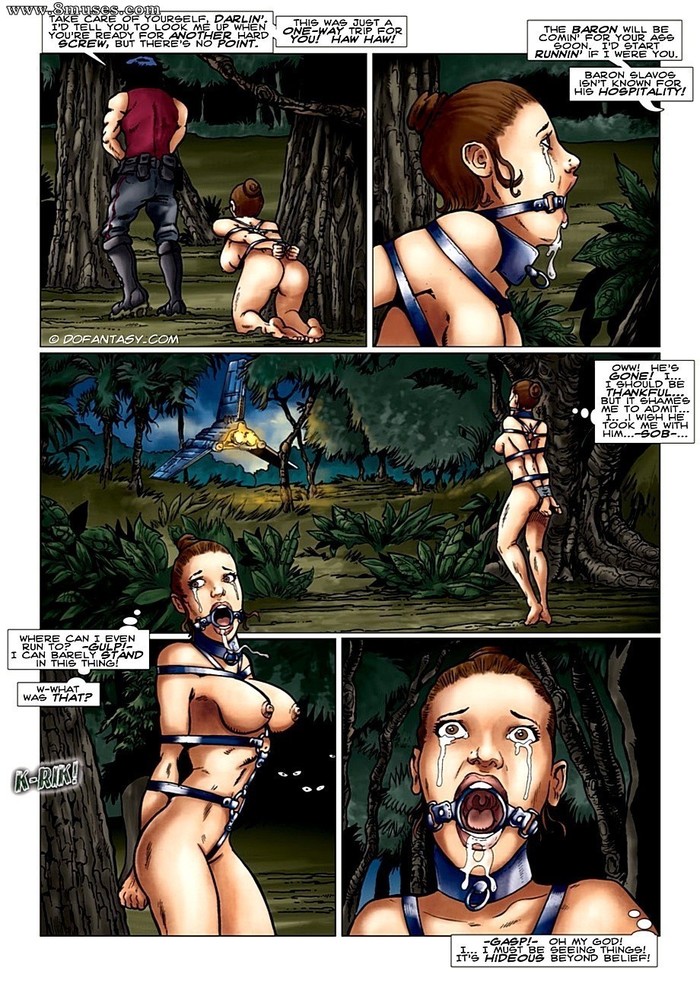 www.8muses.com
TAKE CARE OF YOURSELF, DARLIN',
I'D TELL YOU TO LOOK ME UP WHEN
YOU'RE READY FOR ANOTHER HARD
SCREW, BUT THERE'S NO POINT.
THIS WAS JUST A
ONE-WAY TRIP FOR
YOU! HAW HAW!
THE BARON WILL BE
COMIN' FOR YOUR ASS
SOON. I'D START
RUNNIN' IF I WERE YOU.
BARON SLAVOS
ISN'T KNOWN FOR
HIS HOSPITALITY!
© DOFANTASY.COM
OWW! HE'S
GONE! I...
I SHOULD BE
THANKFUL...
BUT IT SHAMES
ME TO ADMIT...
I.. .I WISH HE
TOOK ME WITH
HIM...-SOB-...
WHERE CAN I EVEN
RUN TO? -GULP!-
I CAN BARELY STAND
IN THIS THING!
W-WHAT
WAS THAT?
K-RIK!
-GASP!- OH MY GOD!
I... I MUST BE SEEING THINGS!
IT'S HIDEOUS BEYOND BELIEF!